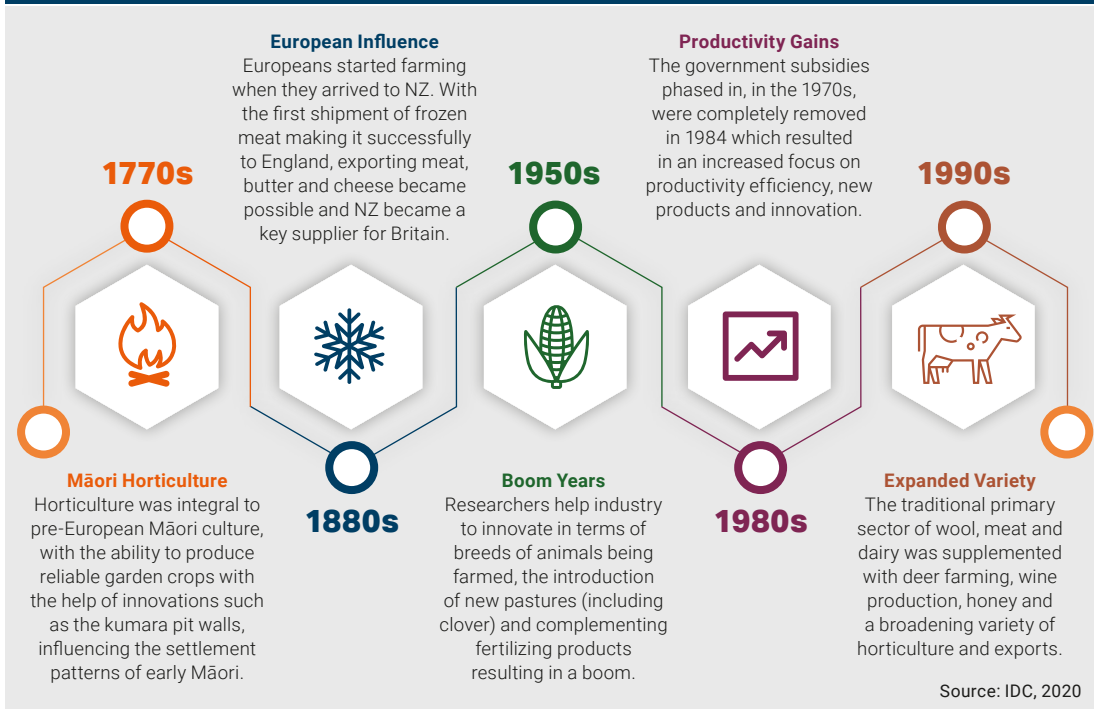 1770s
Māori Horticulture
Horticulture was integral to
pre-European Māori culture,
with the ability to produce
reliable garden crops with
the help of innovations such
as the kumara pit walls,
influencing the settlement
patterns of early Māori.
European Influence
Europeans started farming
when they arrived to NZ. With
the first shipment of frozen
meat making it successfully
to England, exporting meat,
butter and cheese became
possible and NZ became a
key supplier for Britain.
1880s
1950s
Boom Years
Researchers help industry
to innovate in terms of
breeds of animals being
farmed, the introduction
of new pastures (including
clover) and complementing
fertilizing products
resulting in a boom.
Productivity Gains
The government subsidies
phased in, in the 1970s,
were completely removed
in 1984 which resulted
in an increased focus on
productivity efficiency, new
products and innovation.
1980s
1990s
Expanded Variety
The traditional primary
sector of wool, meat and
dairy was supplemented
with deer farming, wine
production, honey and
a broadening variety of
horticulture and exports.
Source: IDC, 2020